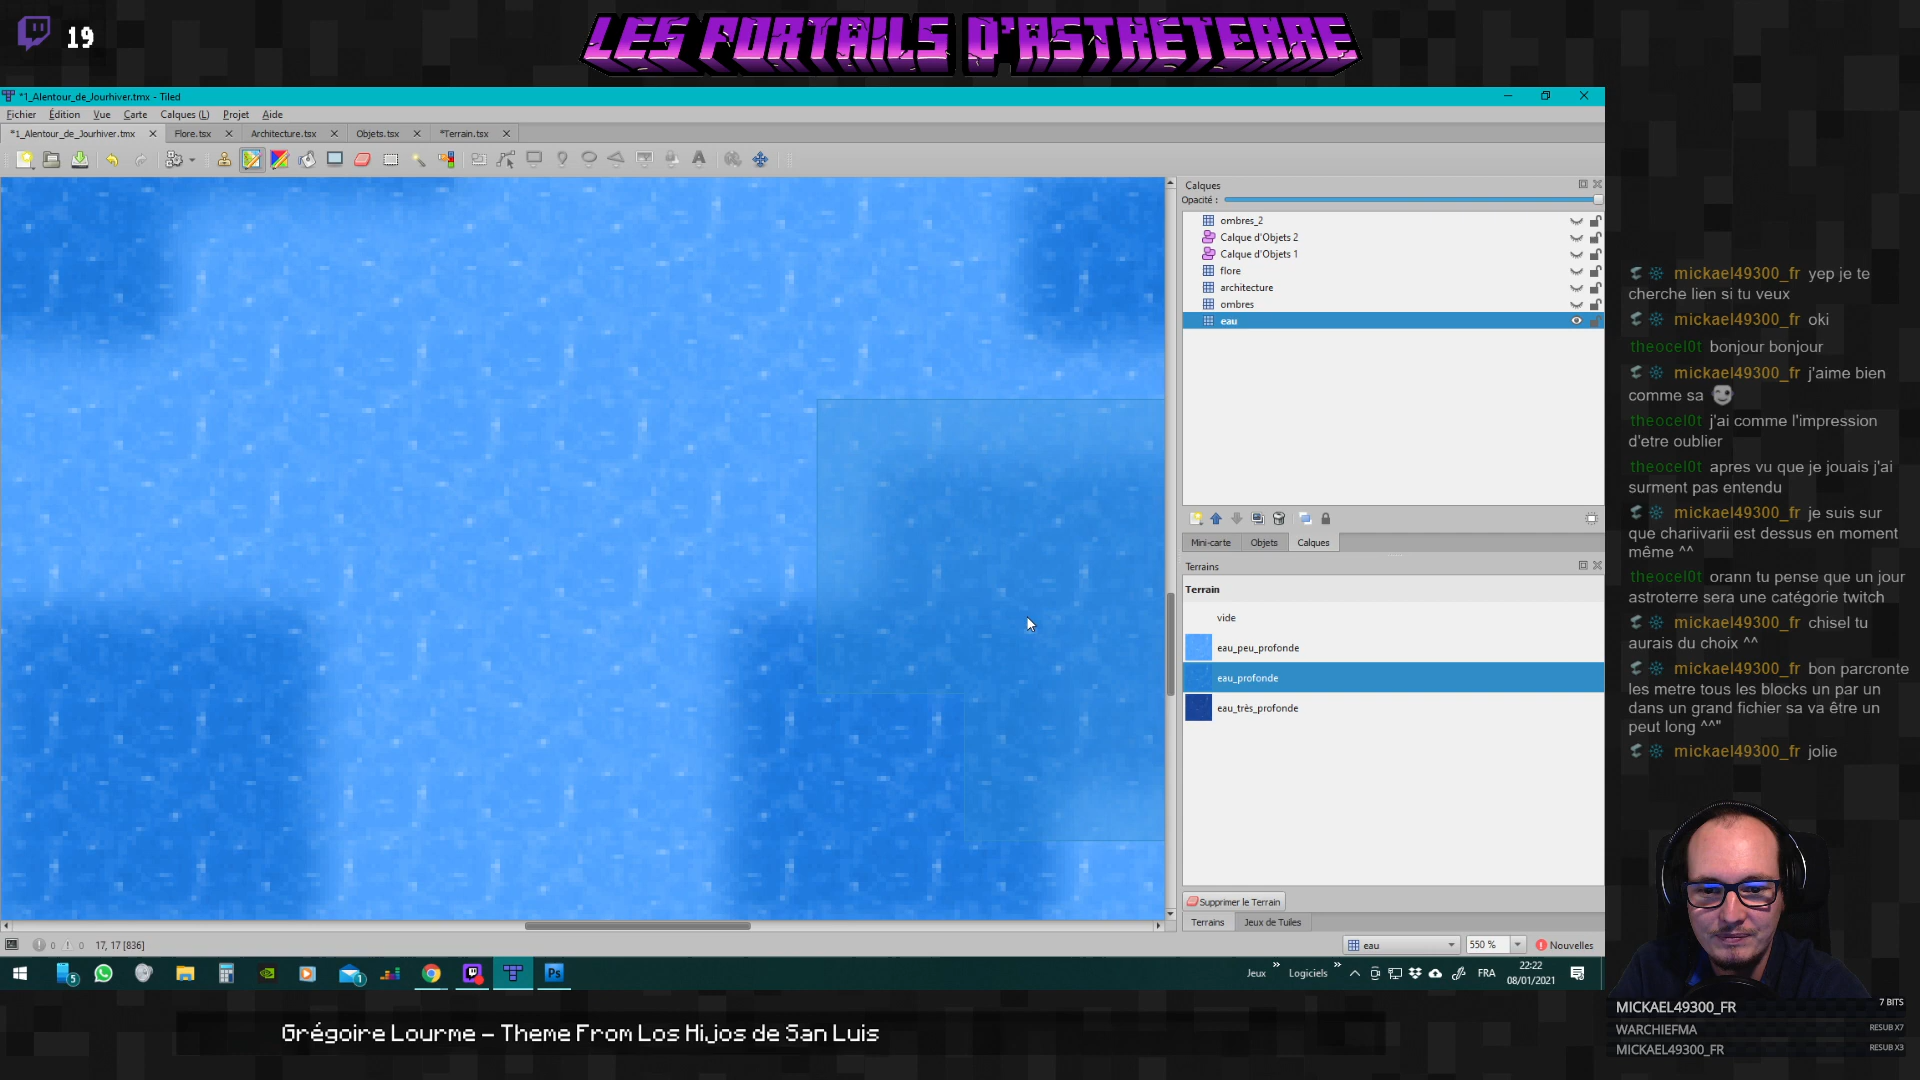 19
LES PORTAILS D'ASTRETERRE
*1_Alentour_de_Jourhiver.tmx - Tiled
Fichier Édition Vue Carte Calques (L) Projet Aide
*1_Alentour_de_Jourhiver.tmx Flore.tsx Architecture.tsx Objets.tsx *Terrain.tsx
Calques
Opacité :
ombres_2
Calque d'Objets 2
Calque d'Objets 1
flore
architecture
ombres
eau
Mini-carte Objets Calques
Terrains
Terrain
vide
eau_peu_profonde
eau_profonde
eau_très_profonde
Supprimer le Terrain
Terrains Jeux de Tuiles
0 0 17, 17 [836]
eau 550 % Nouvelles
5 1 Ps
Jeux » Logiciels » FRA 22:22
08/01/2021
mickael49300_fr yep je te
cherche lien si tu veux
mickael49300_fr oki
theocel0t bonjour bonjour
mickael49300_fr j'aime bien
comme sa
theocel0t j'ai comme l'impression
d'etre oublier
theocel0t apres vu que je jouais j'ai
surment pas entendu
mickael49300_fr je suis sur
que chariivarii est dessus en moment
même ^^
theocel0t orann tu pense que un jour
astroterre sera une catégorie twitch
mickael49300_fr chisel tu
aurais du choix ^^
mickael49300_fr bon parcronte
les metre tous les blocks un par un
dans un grand fichier sa va être un
peut long ^^"
mickael49300_fr jolie
MICKAEL49300_FR 7 BITS
WARCHIEFMA RESUB X7
MICKAEL49300_FR RESUB X3
Grégoire Lourme – Theme From Los Hijos de San Luis